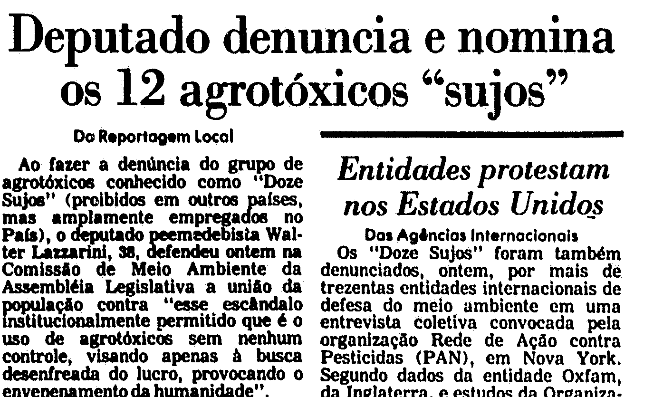 Deputado denuncia e nomina
os 12 agrotóxicos “sujos”
Da Reportagem Local
Ao fazer a denúncia do grupo de
agrotóxicos conhecido como "Doze
Sujos" (proibidos em outros países,
mas amplamente empregados no
País), o deputado peemedebista Wal-
ter Lazzarini, 38, defendeu ontem na
Comissão de Meio Ambiente da
Assembléia Legislativa a união da
população contra "esse escândalo
institucionalmente permitido que é o
uso de agrotóxicos sem nenhum
controle, visando apenas à busca
desenfreada do lucro, provocando o
envenenamento da humanidade".
Entidades protestam
nos Estados Unidos
Das Agências Internacionais
Os "Doze Sujos" foram também
denunciados, ontem, por mais de
trezentas entidades internacionais de
defesa do meio ambiente em uma
entrevista coletiva convocada pela
organização Rede de Ação contra
Pesticidas (PAN), em Nova York.
Segundo dados da entidade Oxfam,
da Inglaterra, e estudos da Organiza-